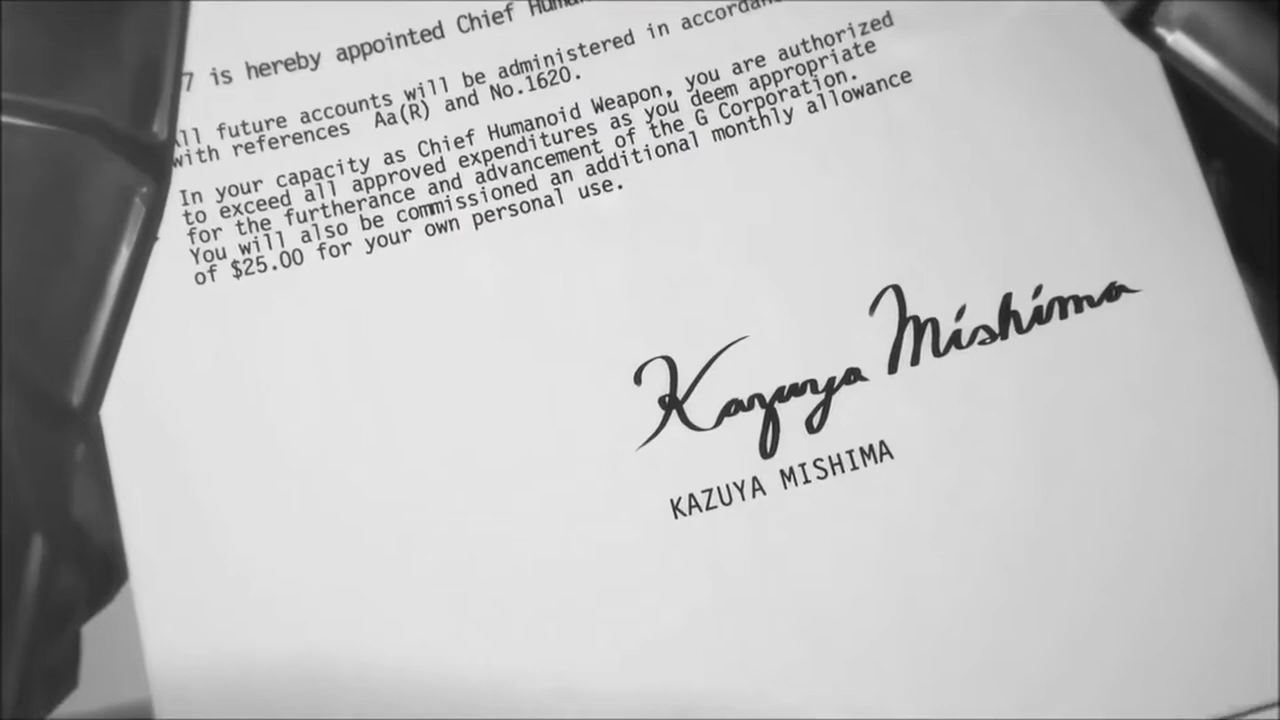 7 is hereby appointed Chief
All future accounts will be administered in
with references Aa(R) and No.1620.
In your capacity as Chief Humanoid Weapon, you are authorized
to exceed all approved expenditures as you deem appropriate
for the furtherance and advancement of the G Corporation.
You will also be commissioned an additional monthly allowance
of $25.00 for your own personal use.
Kazuya Mishima
KAZUYA MISHIMA